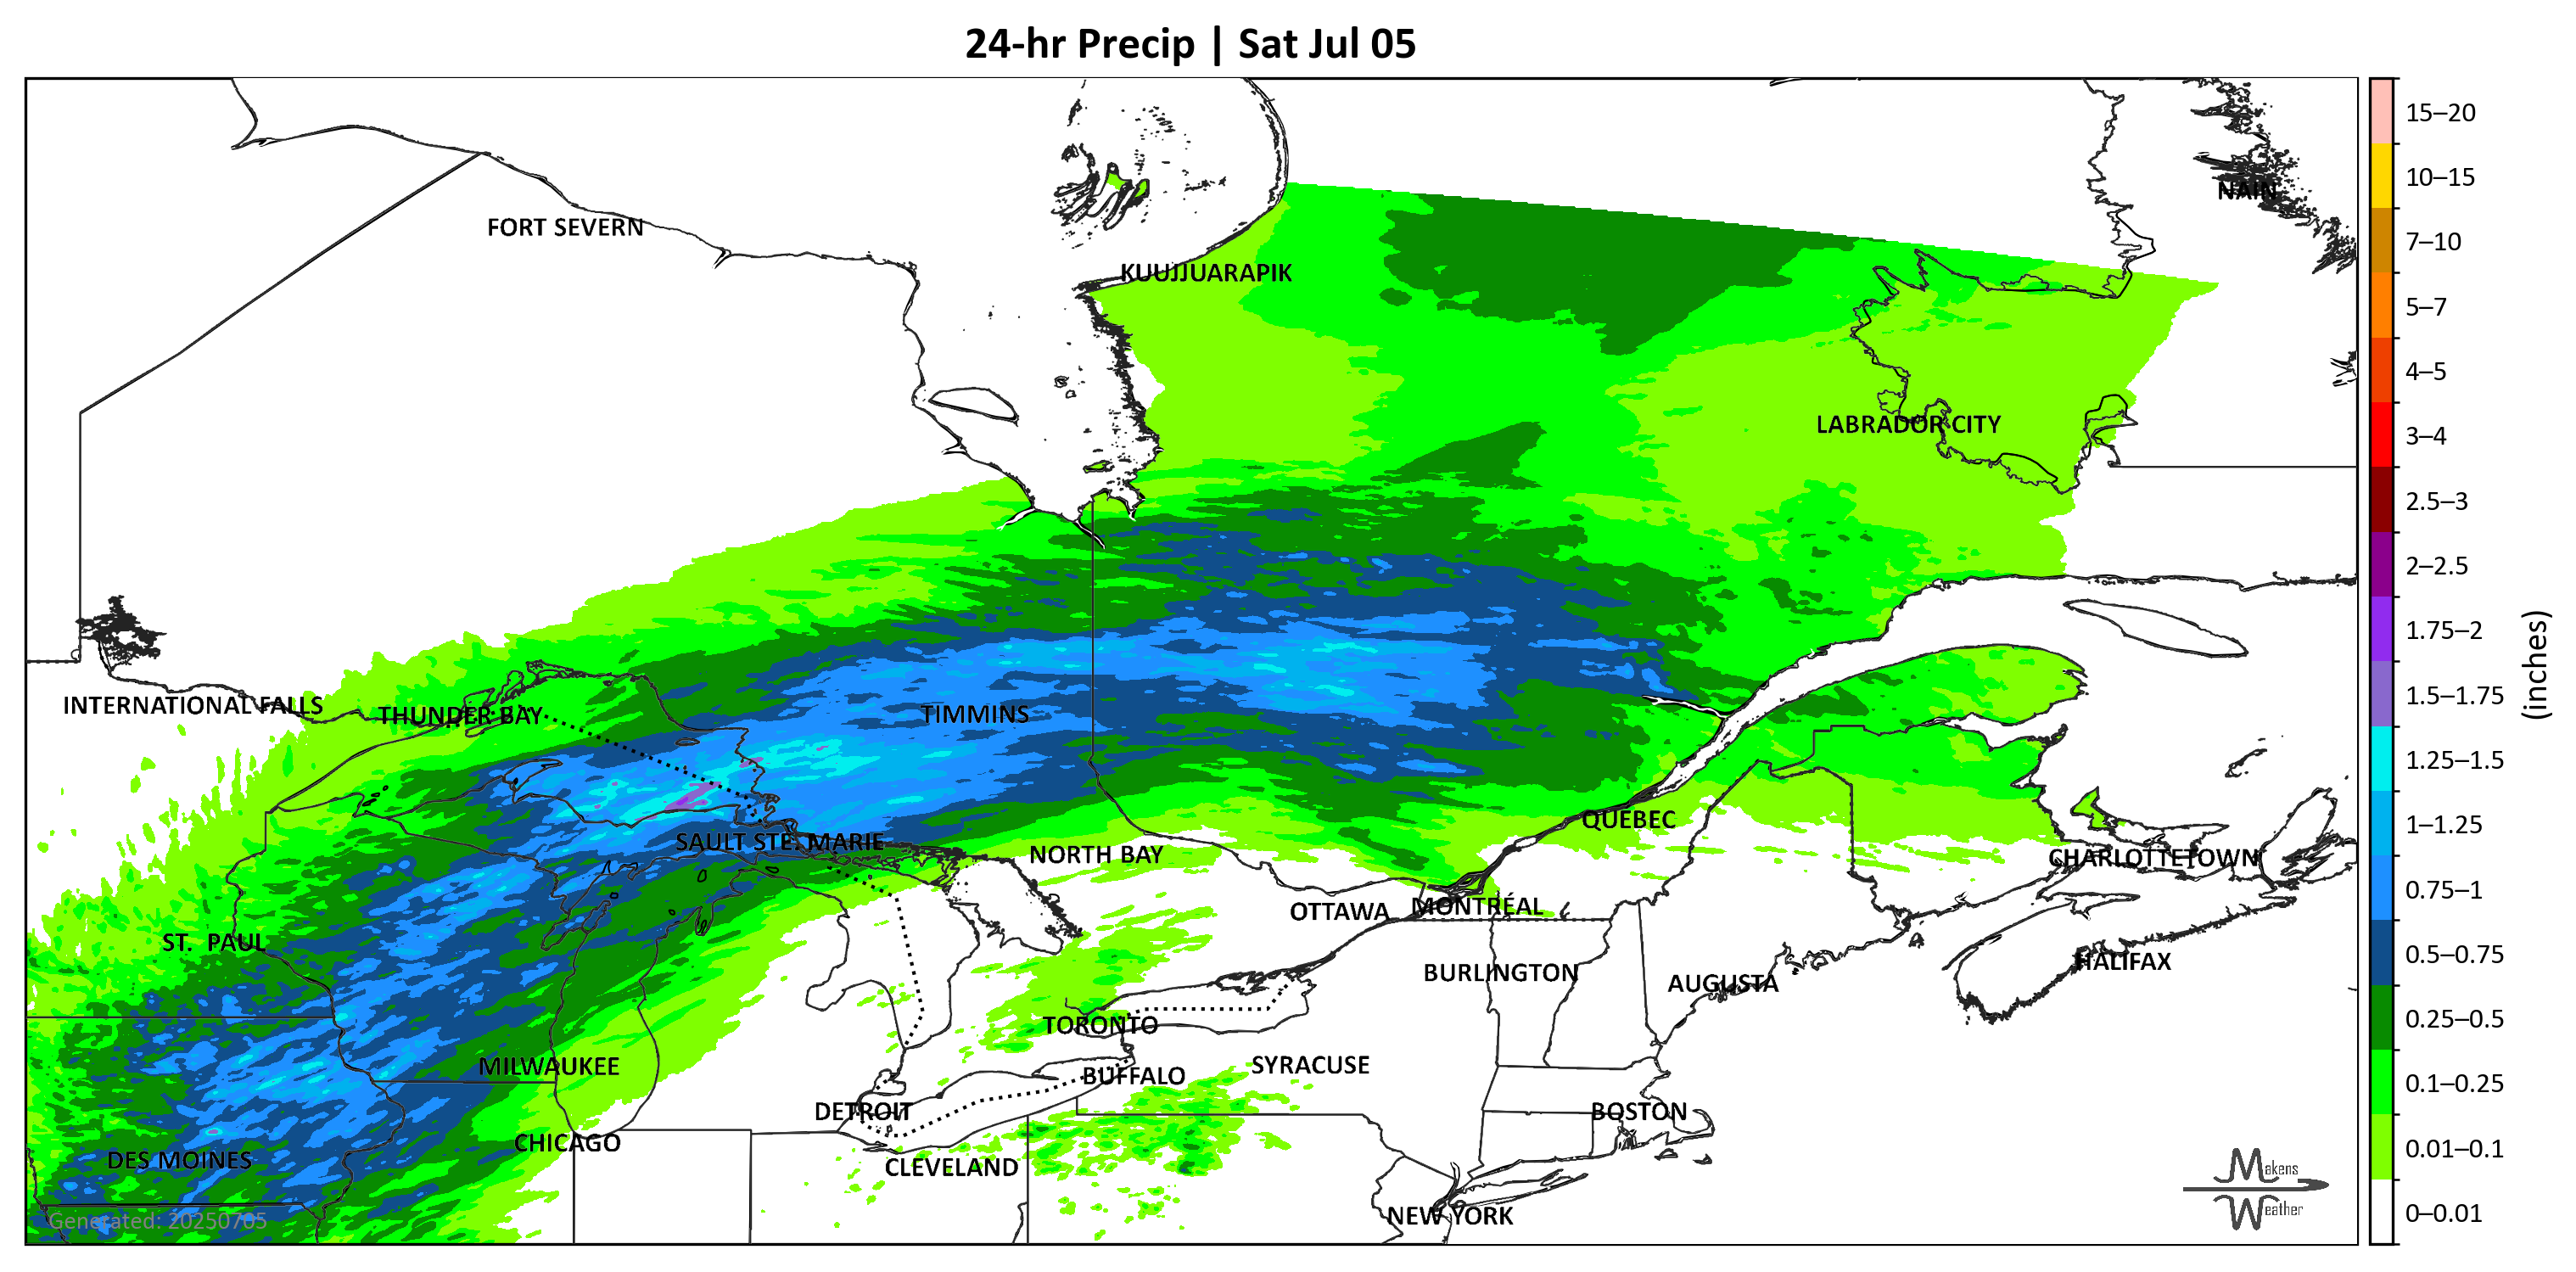 24-hr Precip | Sat Jul 05
NAIN
FORT SEVERN
KUUJJUARAPIK
LABRADOR CITY
INTERNATIONAL FALLS
THUNDER BAY
TIMMINS
QUEBEC
SAULT STE. MARIE
NORTH BAY
CHARLOTTETOWN
OTTAWA
MONTRÉAL
ST. PAUL
HALIFAX
BURLINGTON
AUGUSTA
TORONTO
MILWAUKEE
SYRACUSE
BUFFALO
DETROIT
BOSTON
CHICAGO
DES MOINES
CLEVELAND
NEW YORK
Generated: 20250705
Makens
Weather
15–20
10–15
7–10
5–7
4–5
3–4
2.5–3
2–2.5
1.75–2
1.5–1.75
1.25–1.5
1–1.25
0.75–1
0.5–0.75
0.25–0.5
0.1–0.25
0.01–0.1
0–0.01
(inches)